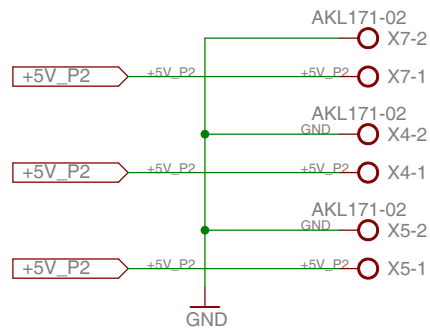 AKL171-02
X7-2
+5V_P2 +5V_P2 +5V_P2 X7-1
AKL171-02
GND X4-2
+5V_P2 +5V_P2 +5V_P2 X4-1
AKL171-02
GND X5-2
+5V_P2 +5V_P2 +5V_P2 X5-1
GND